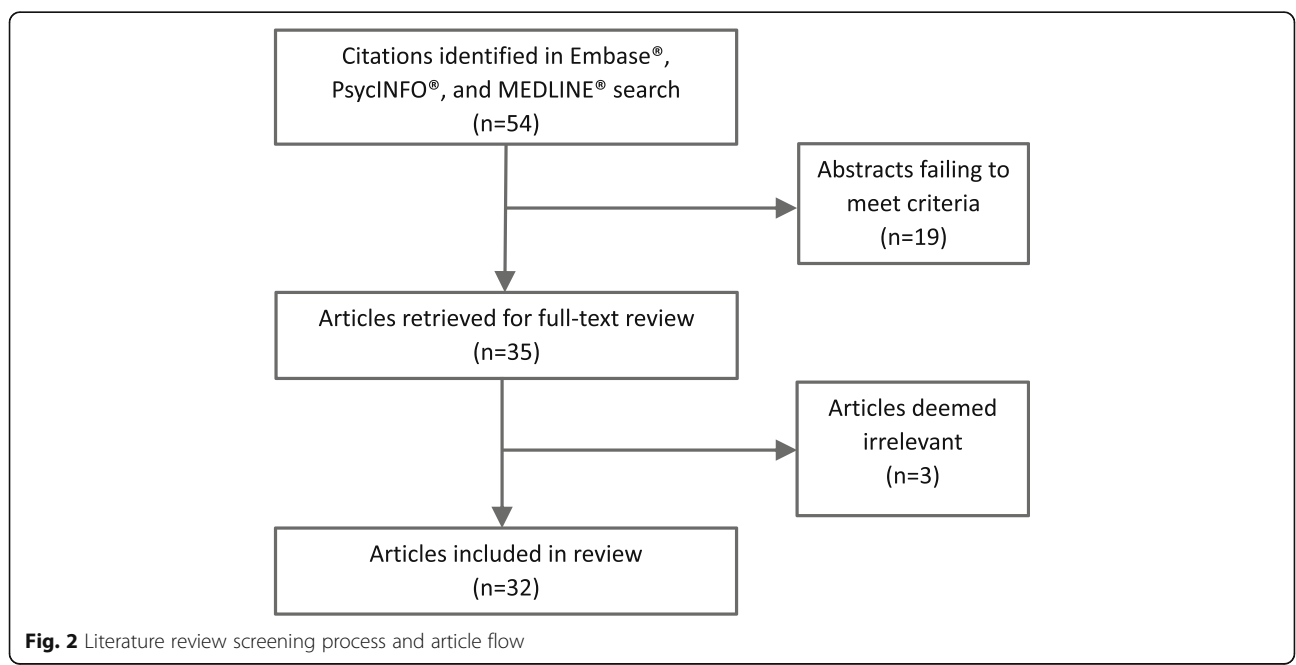 Citations identified in Embase®,
PsycINFO®, and MEDLINE® search
(n=54)
Abstracts failing to
meet criteria
(n=19)
Articles retrieved for full-text review
(n=35)
Articles deemed
irrelevant
(n=3)
Articles included in review
(n=32)
Fig. 2 Literature review screening process and article flow